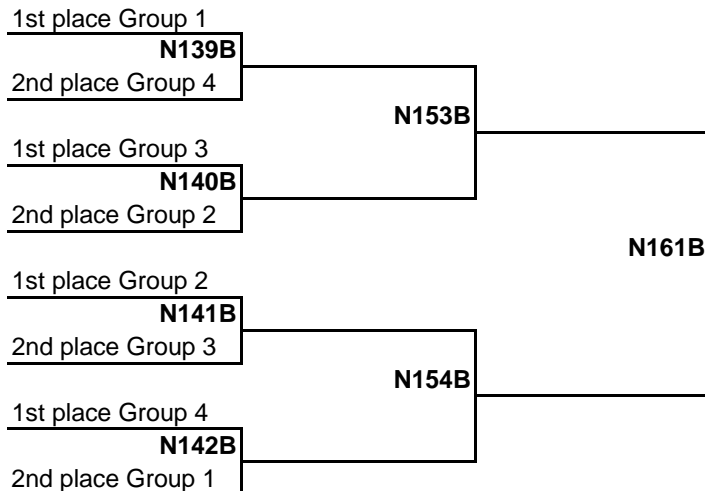 1st place Group 1
N139B
2nd place Group 4
N153B
1st place Group 3
N140B
2nd place Group 2
N161B
1st place Group 2
N141B
2nd place Group 3
N154B
1st place Group 4
N142B
2nd place Group 1